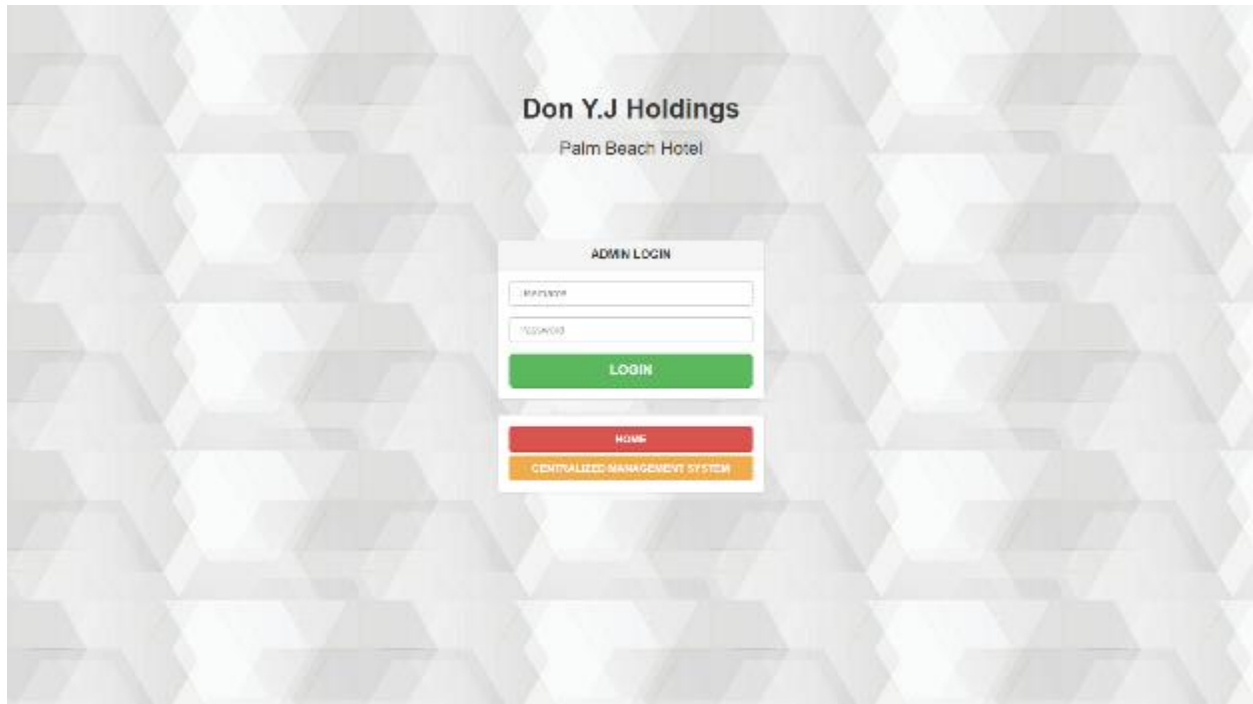 Don Y.J Holdings
Palm Beach Hotel
ADMIN LOGIN
Username
Password
LOGIN
HOME
CENTRALIZED MANAGEMENT SYSTEM